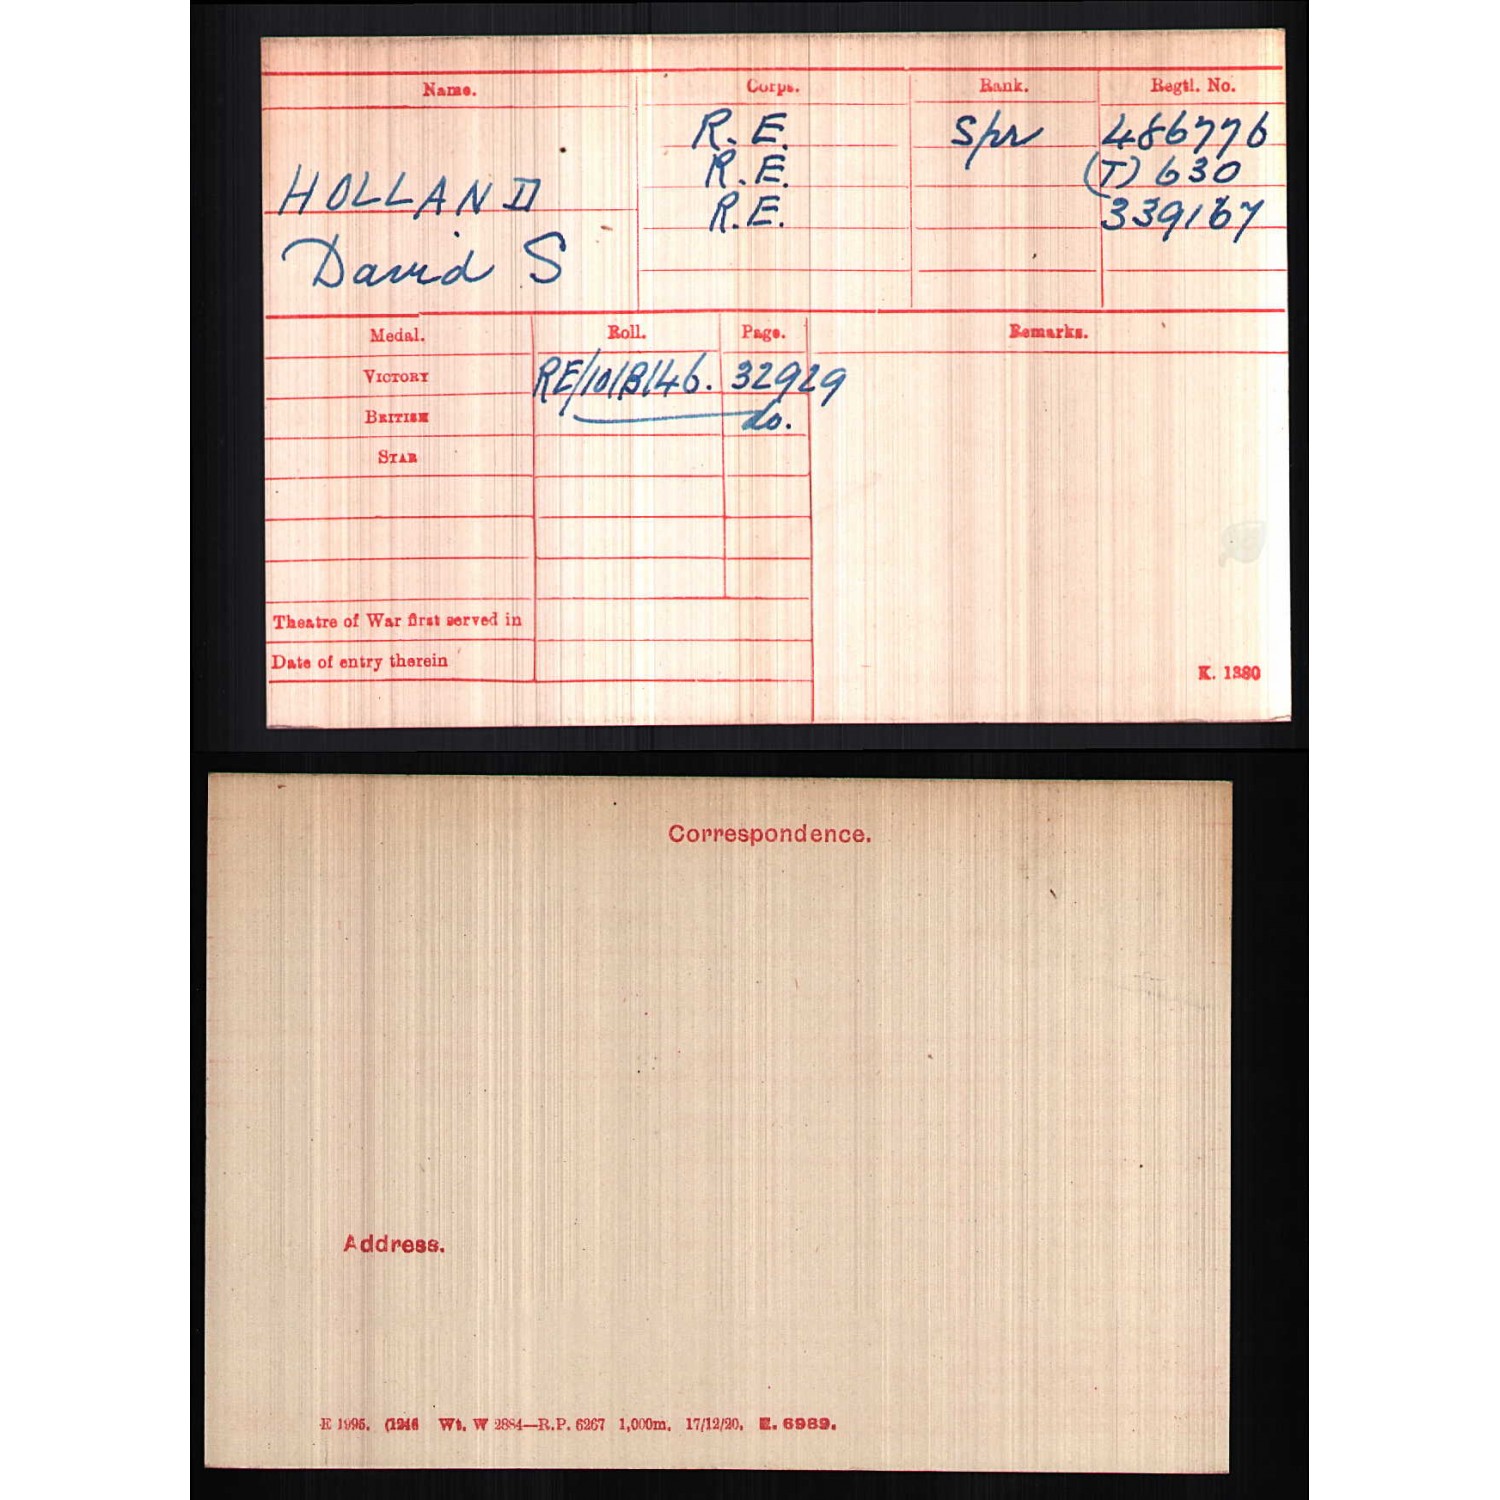 Name. Corps. Rank. Regtl. No.
R.E. Spr 486776
R.E. (T) 630
HOLLAND R.E. 339167
David S
Medal. Roll. Page. Remarks.
VICTORY RE/101B146. 32929
BRITISH do.
STAR
Theatre of War first served in
Date of entry therein
K. 1380
Correspondence.
Address.
E 1995. (1246 Wt. W 2884—R.P. 6267 1,000m. 17/12/20. E. 6989.